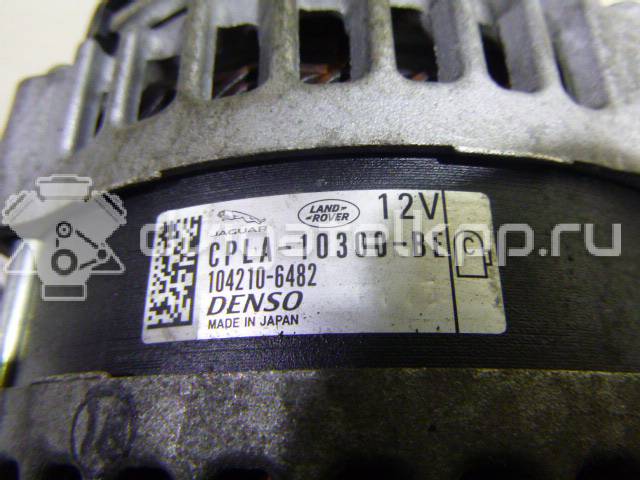 JAGUAR
LAND-
-ROVER
12V
CPLA-10300-BE
C
104210-6482
DENSO
MADE IN JAPAN